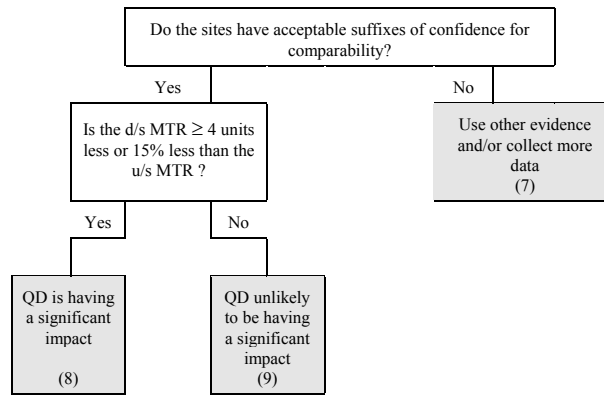 Do the sites have acceptable suffixes of confidence for
comparability?
Yes
No
Is the d/s MTR ≥ 4 units
less or 15% less than the
u/s MTR ?
Use other evidence
and/or collect more
data
(7)
Yes
No
QD is having
a significant
impact
(8)
QD unlikely
to be having
a significant
impact
(9)